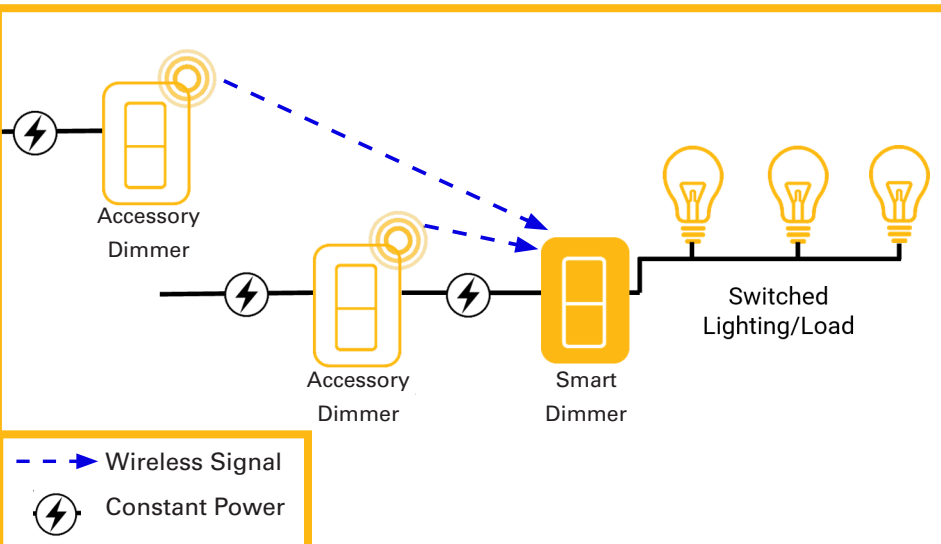 Accessory
Dimmer
Accessory
Dimmer
Smart
Dimmer
Switched
Lighting/Load
Wireless Signal
Constant Power